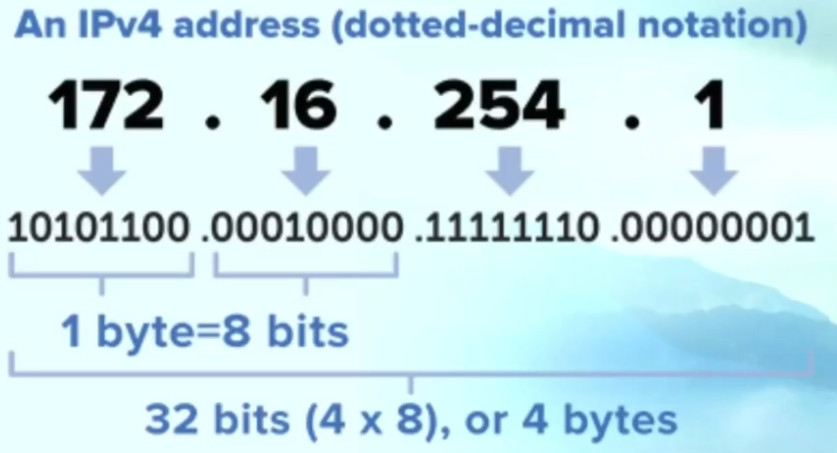 An IPv4 address (dotted-decimal notation)
172 . 16 . 254 . 1
10101100 .00010000 .11111110 .00000001
1 byte=8 bits
32 bits (4 x 8), or 4 bytes